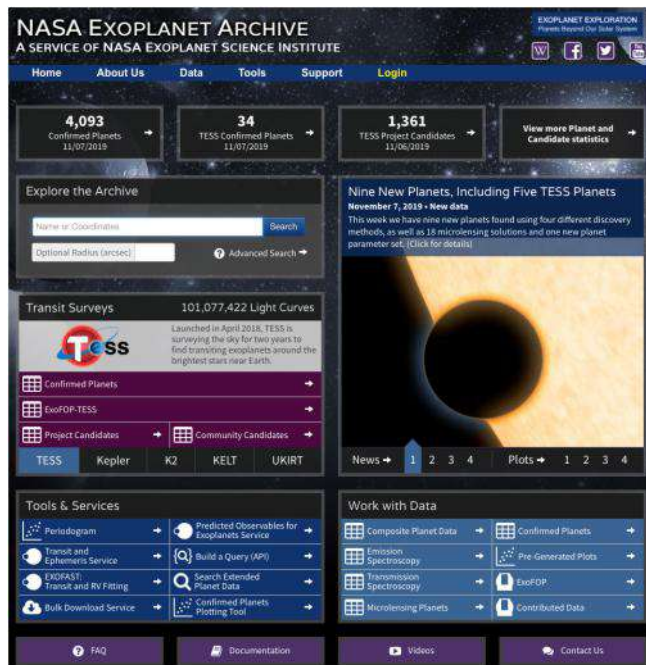 NASA EXOPLANET ARCHIVE
A SERVICE OF NASA EXOPLANET SCIENCE INSTITUTE
EXOPLANET EXPLORATION
Planets Beyond Our Solar System
Home About Us Data Tools Support Login
4,093
Confirmed Planets
11/07/2019
34
TESS Confirmed Planets
11/07/2019
1,361
TESS Project Candidates
11/06/2019
View more Planet and
Candidate statistics
Explore the Archive
Name or Coordinates
Search
Optional Radius (arcsec)
Advanced Search
Nine New Planets, Including Five TESS Planets
November 7, 2019 • New data
This week we have nine new planets found using four different discovery
methods, as well as 18 microlensing solutions and one new planet
parameter set. (Click for details)
Transit Surveys 101,077,422 Light Curves
Tess
Launched in April 2018, TESS is
surveying the sky for two years to
find transiting exoplanets around the
brightest stars near Earth.
Confirmed Planets
ExoFOP-TESS
Project Candidates
Community Candidates
TESS Kepler K2 KELT UKIRT
News 1 2 3 4 Plots 1 2 3 4
Tools & Services
Periodogram
Predicted Observables for
Exoplanets Service
Transit and
Ephemeris Service
{Q} Build a Query (API)
EXOFAST:
Transit and RV Fitting
Search Extended
Planet Data
Bulk Download Service
Confirmed Planets
Plotting Tool
Work with Data
Composite Planet Data
Confirmed Planets
Emission
Spectroscopy
Pre-Generated Plots
Transmission
Spectroscopy
ExoFOP
Microlensing Planets
Contributed Data
FAQ
Documentation
Videos
Contact Us